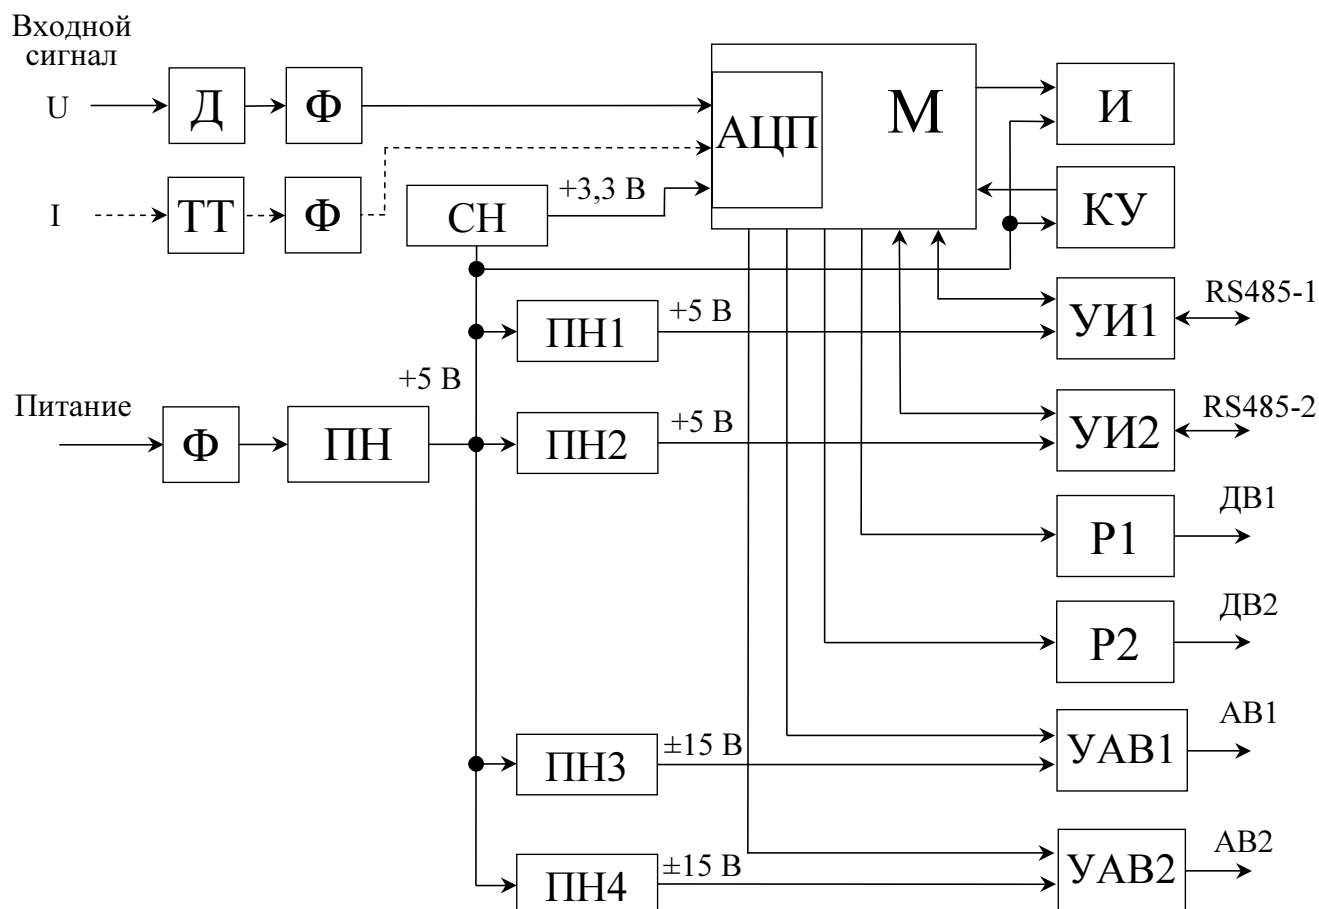 Входной
сигнал
U
Д
Ф
АЦП
М
И
I
ТТ
Ф
СН
+3,3 В
КУ
ПН1
+5 В
УИ1
RS485-1
+5 В
Питание
Ф
ПН
ПН2
+5 В
УИ2
RS485-2
Р1
ДВ1
Р2
ДВ2
ПН3
±15 В
УАВ1
АВ1
ПН4
±15 В
УАВ2
АВ2